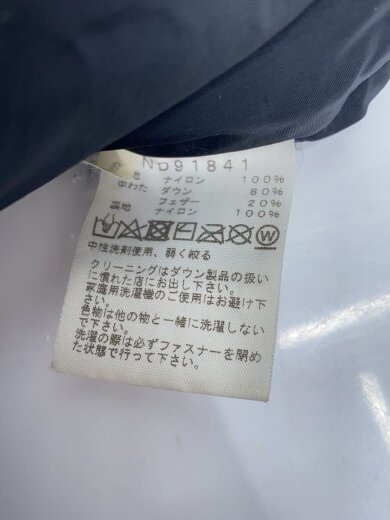 ND91841
地 ナイロン 100%
中わた ダウン 80%
フェザー 20%
裏地 ナイロン 100%
中性洗剤使用、弱く絞る
クリーニングはダウン製品の扱い
に慣れた店にお出し下さい。
家庭用洗濯機のご使用はお避け下
さい。
色物は他の物と一緒に洗濯しない
で下さい。
洗濯の際は必ずファスナーを閉め
た状態で行って下さい。